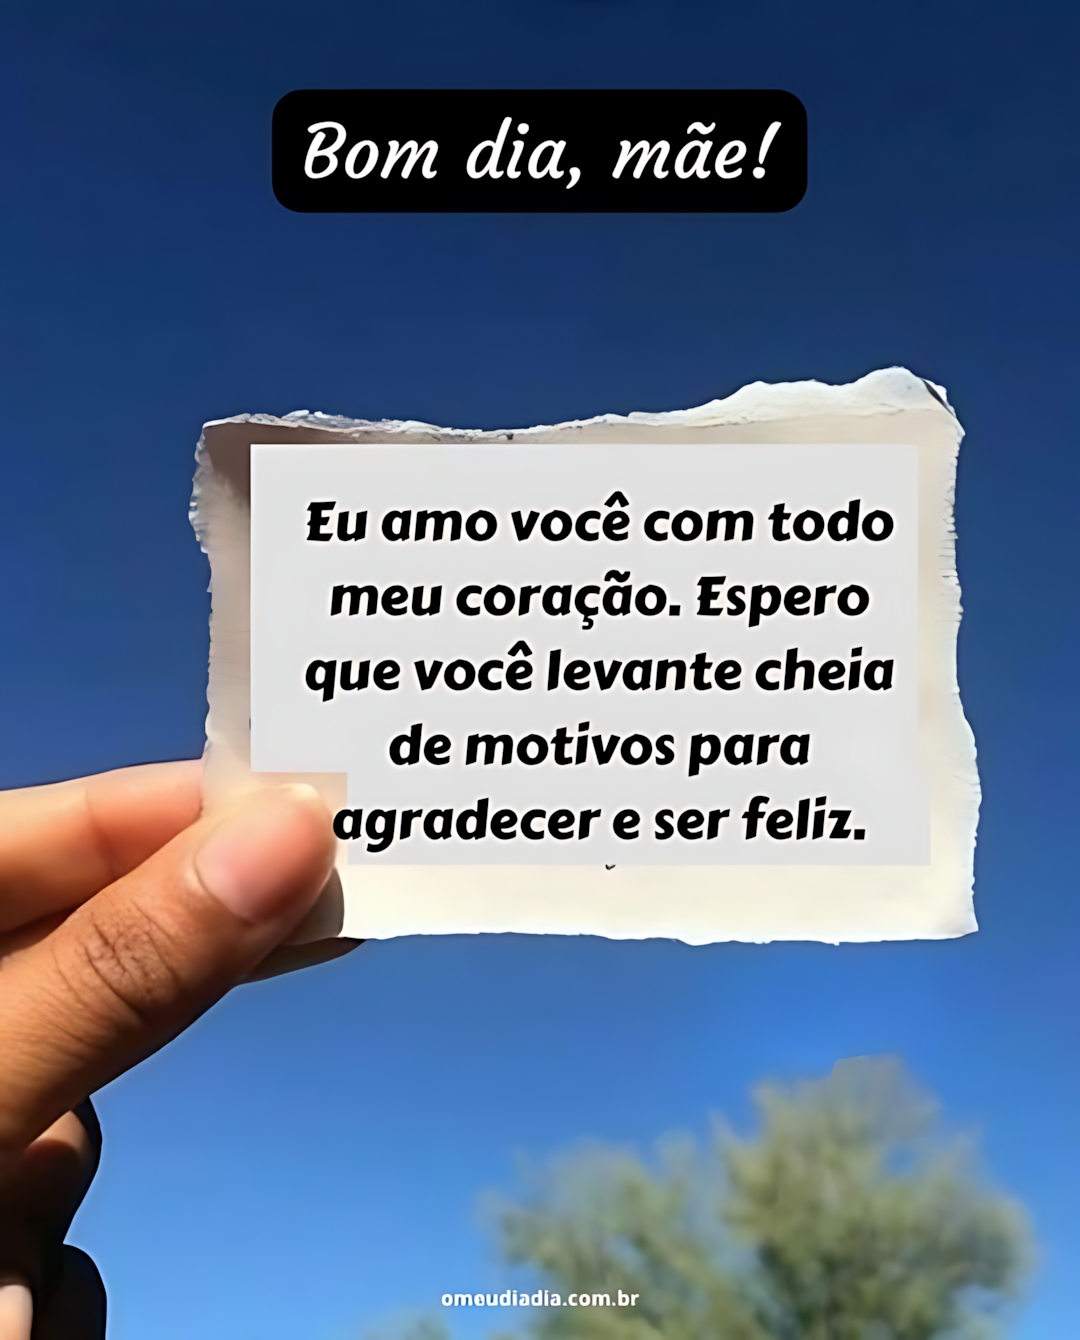 Bom dia, mãe!
Eu amo você com todo
meu coração. Espero
que você levante cheia
de motivos para
agradecer e ser feliz.
omeudiadia.com.br